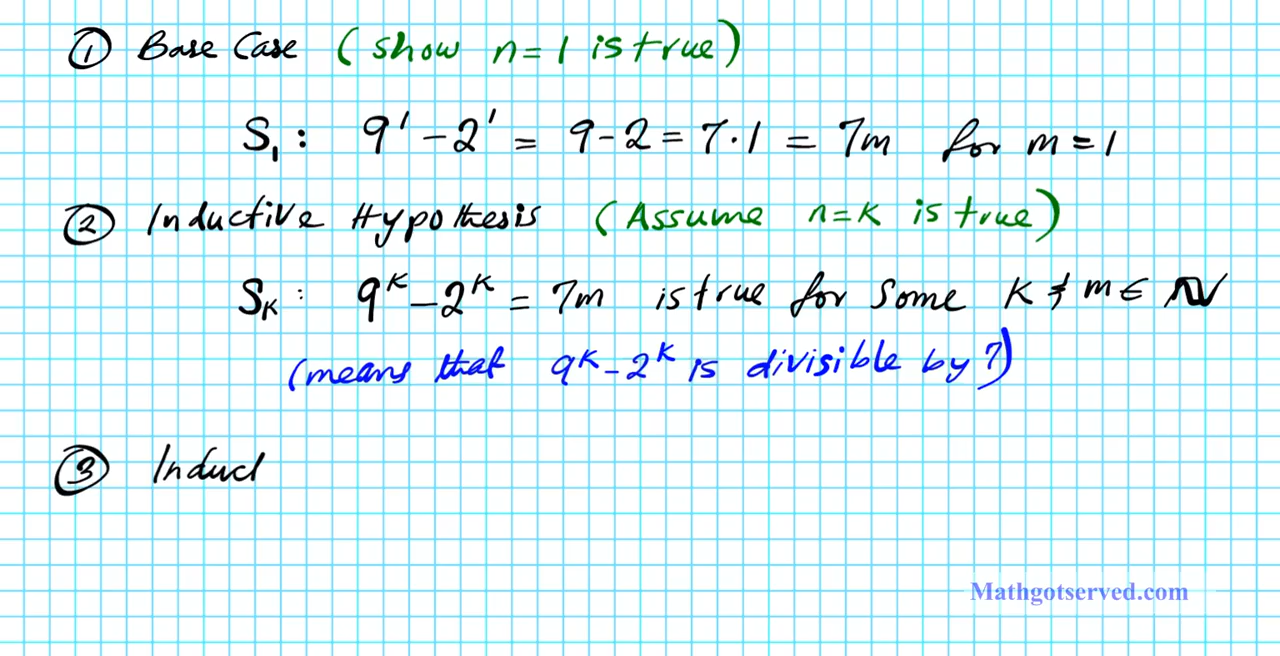 ① Base Case (show n=1 is true)
S₁: 9¹ – 2¹ = 9 – 2 = 7·1 = 7m for m = 1
② Inductive Hypothesis (Assume n=K is true)
Sₖ: 9ᴷ – 2ᴷ = 7m is true for some K & m ∈ ℕ
(means that 9ᴷ – 2ᴷ is divisible by 7)
③ Induct
Mathgotserved.com